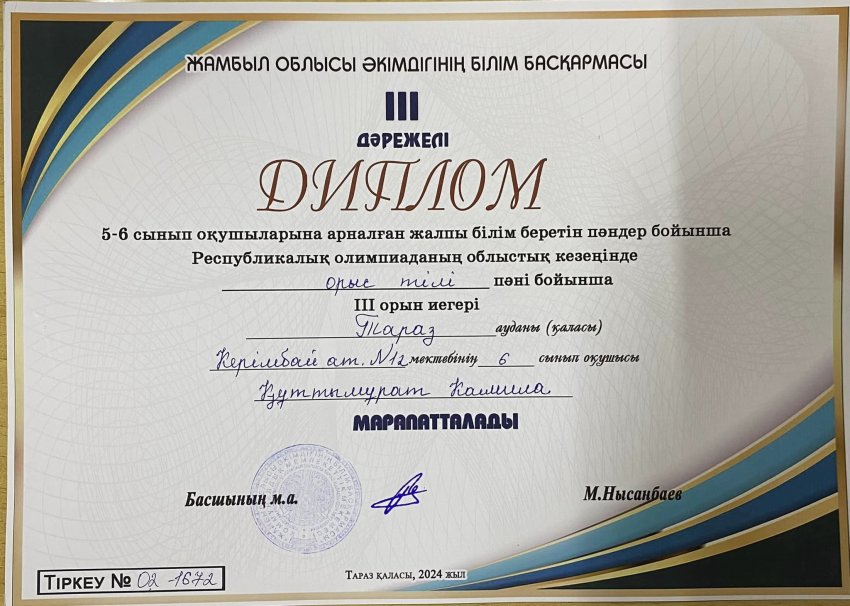 ЖАМБЫЛ ОБЛЫСЫ ӘКІМДІГІНІҢ БІЛІМ БАСҚАРМАСЫ
III
ДӘРЕЖЕЛІ
ДИПЛОМ
5-6 сынып оқушыларына арналған жалпы білім беретін пәндер бойынша
Республикалық олимпиаданың облыстық кезеңінде
орыс тілі пәні бойынша
III орын иегері
Тараз ауданы (қаласы)
Керімбай ат. N12 мектебінің 6 сынып оқушысы
Құттымұрат Камила
МАРАПАТТАЛАДЫ
Басшының м.а. М.Нысанбаев
ТІРКЕУ № 02 -1672
ТАРАЗ ҚАЛАСЫ, 2024 ЖЫЛ